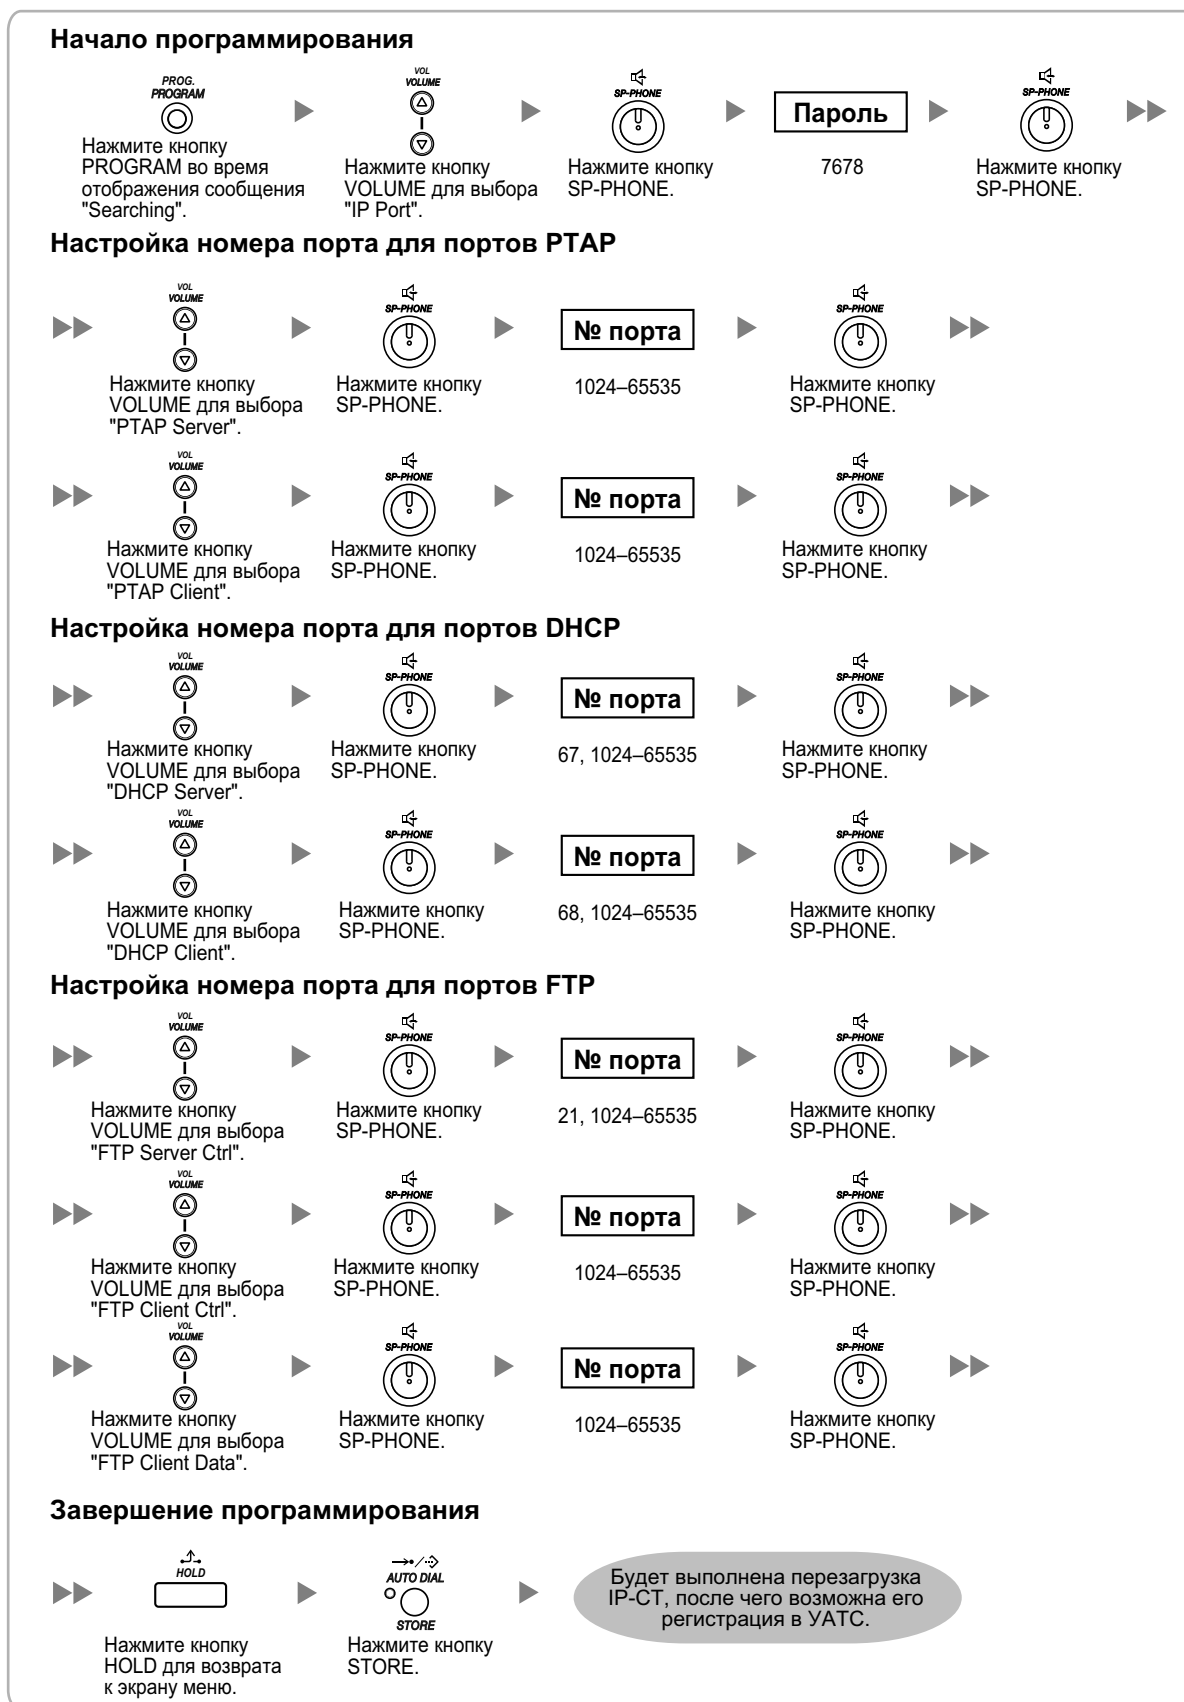 Начало программирования
PROG.
PROGRAM
Нажмите кнопку
PROGRAM во время
отображения сообщения
"Searching".
VOL
VOLUME
Нажмите кнопку
VOLUME для выбора
"IP Port".
SP-PHONE
Нажмите кнопку
SP-PHONE.
Пароль
7678
SP-PHONE
Нажмите кнопку
SP-PHONE.
Настройка номера порта для портов PTAP
VOL
VOLUME
Нажмите кнопку
VOLUME для выбора
"PTAP Server".
SP-PHONE
Нажмите кнопку
SP-PHONE.
№ порта
1024–65535
SP-PHONE
Нажмите кнопку
SP-PHONE.
VOL
VOLUME
Нажмите кнопку
VOLUME для выбора
"PTAP Client".
SP-PHONE
Нажмите кнопку
SP-PHONE.
№ порта
1024–65535
SP-PHONE
Нажмите кнопку
SP-PHONE.
Настройка номера порта для портов DHCP
VOL
VOLUME
Нажмите кнопку
VOLUME для выбора
"DHCP Server".
SP-PHONE
Нажмите кнопку
SP-PHONE.
№ порта
67, 1024–65535
SP-PHONE
Нажмите кнопку
SP-PHONE.
VOL
VOLUME
Нажмите кнопку
VOLUME для выбора
"DHCP Client".
SP-PHONE
Нажмите кнопку
SP-PHONE.
№ порта
68, 1024–65535
SP-PHONE
Нажмите кнопку
SP-PHONE.
Настройка номера порта для портов FTP
VOL
VOLUME
Нажмите кнопку
VOLUME для выбора
"FTP Server Ctrl".
SP-PHONE
Нажмите кнопку
SP-PHONE.
№ порта
21, 1024–65535
SP-PHONE
Нажмите кнопку
SP-PHONE.
VOL
VOLUME
Нажмите кнопку
VOLUME для выбора
"FTP Client Ctrl".
SP-PHONE
Нажмите кнопку
SP-PHONE.
№ порта
1024–65535
SP-PHONE
Нажмите кнопку
SP-PHONE.
VOL
VOLUME
Нажмите кнопку
VOLUME для выбора
"FTP Client Data".
SP-PHONE
Нажмите кнопку
SP-PHONE.
№ порта
1024–65535
SP-PHONE
Нажмите кнопку
SP-PHONE.
Завершение программирования
HOLD
Нажмите кнопку
HOLD для возврата
к экрану меню.
AUTO DIAL
STORE
Нажмите кнопку
STORE.
Будет выполнена перезагрузка
IP-СТ, после чего возможна его
регистрация в УАТС.